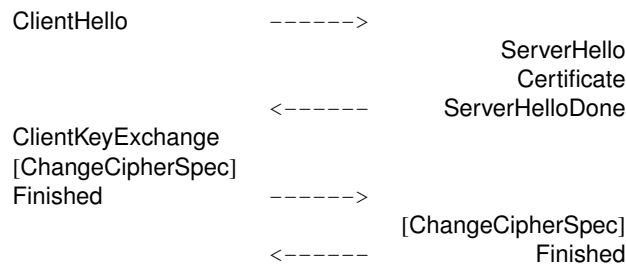 ClientHello ------>
ServerHello
Certificate
<------ ServerHelloDone
ClientKeyExchange
[ChangeCipherSpec]
Finished ------>
[ChangeCipherSpec]
<------ Finished